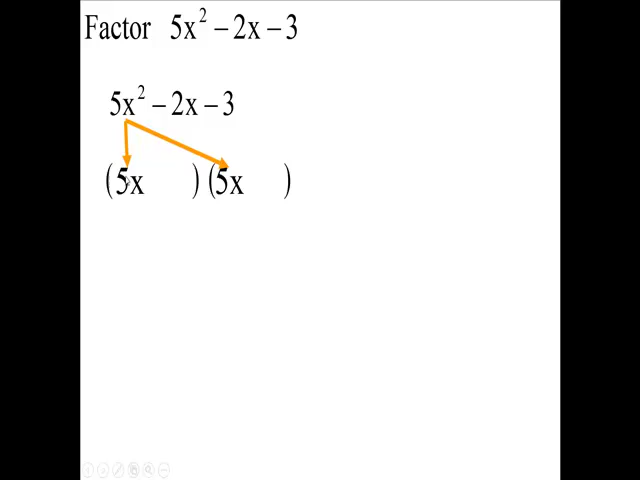 Factor 5x² − 2x − 3
5x² − 2x − 3
(5x ) (5x )